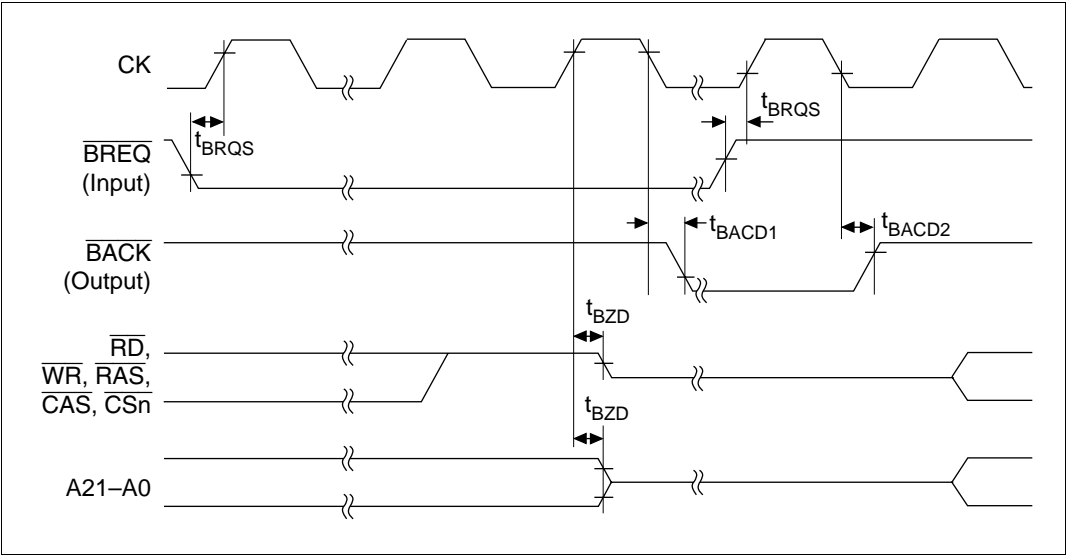 CK
tBRQS
tBRQS
BREQ
(Input)
tBACD1
tBACD2
BACK
(Output)
tBZD
RD,
WR, RAS,
CAS, CSn
tBZD
A21–A0